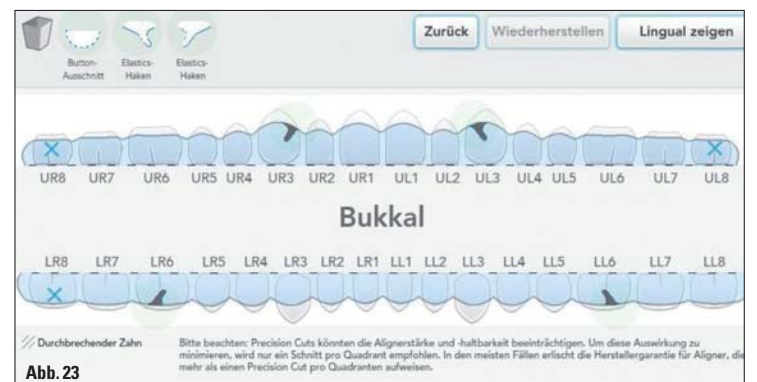 Zurück
Wiederherstellen
Lingual zeigen
Button-
Ausschnitt
Elastics-
Haken
Elastics-
Haken
UR8 UR7 UR6 UR5 UR4 UR3 UR2 UR1 UL1 UL2 UL3 UL4 UL5 UL6 UL7 UL8
Bukkal
LR8 LR7 LR6 LR5 LR4 LR3 LR2 LR1 LL1 LL2 LL3 LL4 LL5 LL6 LL7 LL8
Durchbrechender Zahn
Bitte beachten: Precision Cuts könnten die Alignerstärke und -haltbarkeit beeinträchtigen. Um diese Auswirkung zu
minimieren, wird nur ein Schnitt pro Quadrant empfohlen. In den meisten Fällen erlischt die Herstellergarantie für Aligner, die
mehr als einen Precision Cut pro Quadranten aufweisen.
Abb. 23